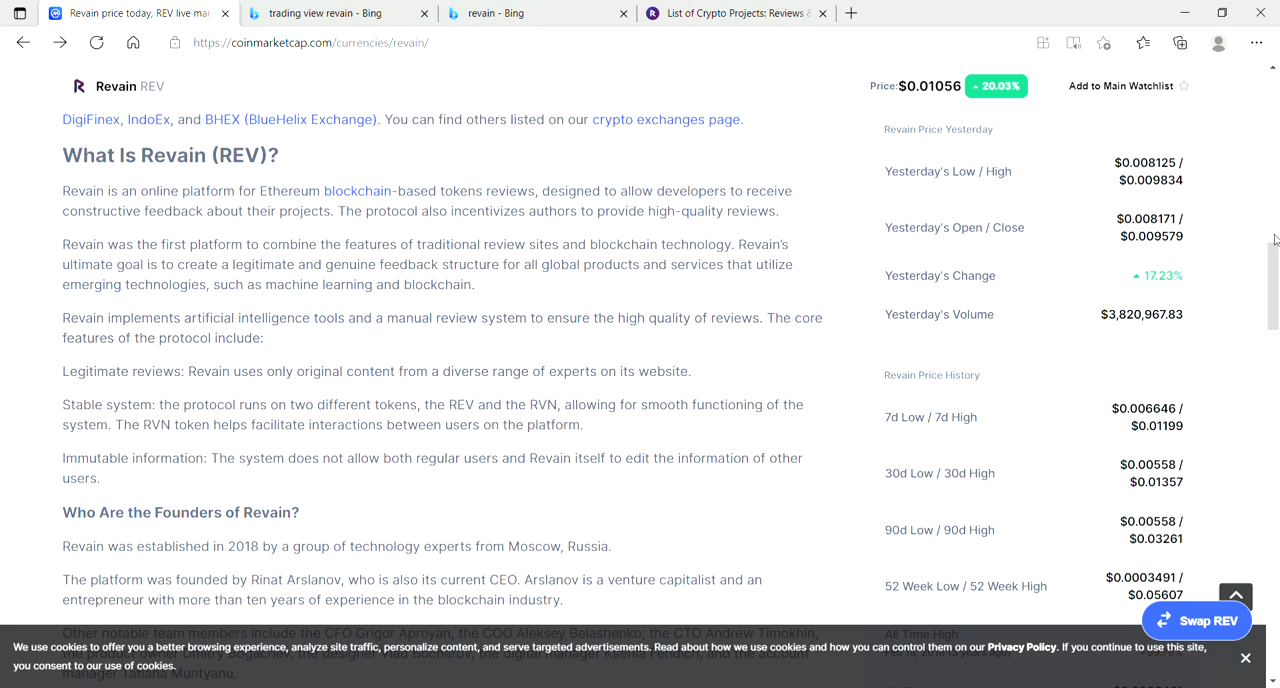 Revain price today, REV live mar
trading view revain - Bing
revain - Bing
List of Crypto Projects: Reviews &
https://coinmarketcap.com/currencies/revain/
Revain REV
Price:$0.01056 20.03%
Add to Main Watchlist
DigiFinex, IndoEx, and BHEX (BlueHelix Exchange). You can find others listed on our crypto exchanges page.
What Is Revain (REV)?
Revain is an online platform for Ethereum blockchain-based tokens reviews, designed to allow developers to receive
constructive feedback about their projects. The protocol also incentivizes authors to provide high-quality reviews.
Revain was the first platform to combine the features of traditional review sites and blockchain technology. Revain's
ultimate goal is to create a legitimate and genuine feedback structure for all global products and services that utilize
emerging technologies, such as machine learning and blockchain.
Revain implements artificial intelligence tools and a manual review system to ensure the high quality of reviews. The core
features of the protocol include:
Legitimate reviews: Revain uses only original content from a diverse range of experts on its website.
Stable system: the protocol runs on two different tokens, the REV and the RVN, allowing for smooth functioning of the
system. The RVN token helps facilitate interactions between users on the platform.
Immutable information: The system does not allow both regular users and Revain itself to edit the information of other
users.
Who Are the Founders of Revain?
Revain was established in 2018 by a group of technology experts from Moscow, Russia.
The platform was founded by Rinat Arslanov, who is also its current CEO. Arslanov is a venture capitalist and an
entrepreneur with more than ten years of experience in the blockchain industry.
Other notable team members include the CFO Grigor Aproyan, the COO Aleksey Belashenko; the CTO Andrew Timokhin,
the product owner Dmitry Bogachev, the designer Vlad Bocharov, the digital manager Ksenia Fendich, and the account
manager Tatiana Muntyanu.
Revain Price Yesterday
Yesterday's Low / High
$0.008125 /
$0.009834
Yesterday's Open / Close
$0.008171 /
$0.009579
Yesterday's Change
17.23%
Yesterday's Volume
$3,820,967.83
Revain Price History
7d Low / 7d High
$0.006646 /
$0.01199
30d Low / 30d High
$0.00558 /
$0.01357
90d Low / 90d High
$0.00558 /
$0.03261
52 Week Low / 52 Week High
$0.0003491 /
$0.05607
All Time High
Swap REV
We use cookies to offer you a better browsing experience, analyze site traffic, personalize content, and serve targeted advertisements. Read about how we use cookies and how you can control them on our Privacy Policy. If you continue to use this site,
you consent to our use of cookies.